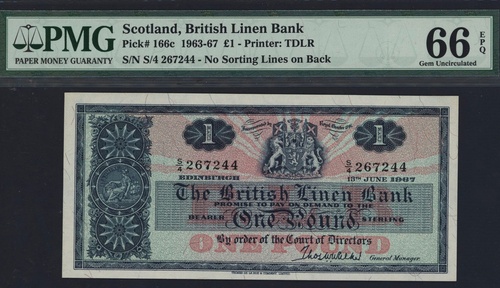 PMG
PAPER MONEY GUARANTY
Scotland, British Linen Bank
Pick# 166c 1963-67 £1 - Printer: TDLR
S/N S/4 267244 - No Sorting Lines on Back
66 EPQ
Gem Uncirculated
1
1
S/4 267244
S/4 267244
EDINBURGH
13TH JUNE 1967
The British Linen Bank
PROMISE TO PAY ON DEMAND TO THE
BEARER One Pound STERLING
ONE POUND
By order of the Court of Directors
General Manager.